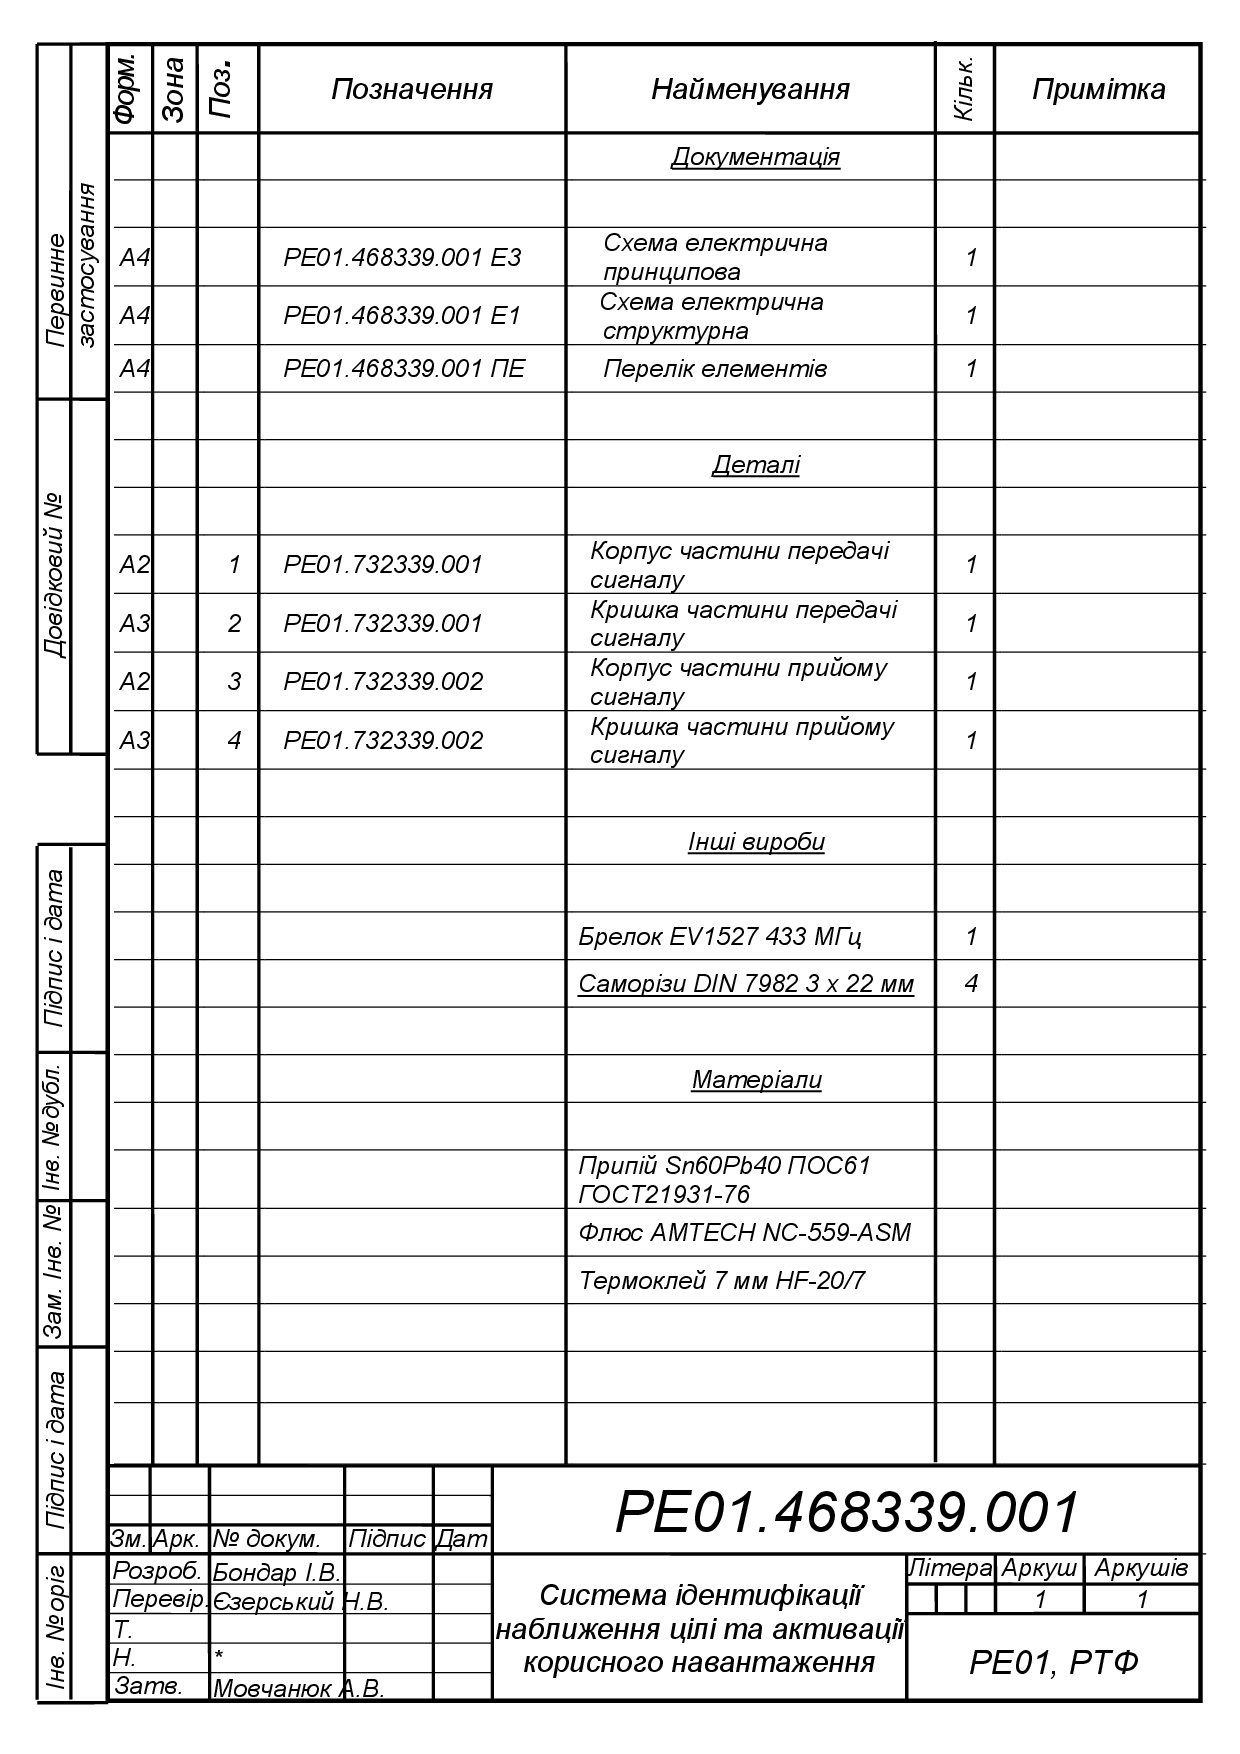 Форм.
Зона
Поз.
Позначення
Найменування
Кільк.
Примітка
Первинне
застосування
Документація
А4 РЕ01.468339.001 Е3 Схема електрична 1
принципова
А4 РЕ01.468339.001 Е1 Схема електрична 1
структурна
А4 РЕ01.468339.001 ПЕ Перелік елементів 1
Довідковий №
Деталі
А2 1 РЕ01.732339.001 Корпус частини передачі 1
сигналу
А3 2 РЕ01.732339.001 Кришка частини передачі 1
сигналу
А2 3 РЕ01.732339.002 Корпус частини прийому 1
сигналу
А3 4 РЕ01.732339.002 Кришка частини прийому 1
сигналу
Інші вироби
Підпис і дата
Брелок EV1527 433 МГц 1
Саморізи DIN 7982 3 x 22 мм 4
Інв. № дубл.
Матеріали
Припій Sn60Pb40 ПОС61
ГОСТ21931-76
Зам. Інв. №
Флюс AMTECH NC-559-ASM
Термоклей 7 мм HF-20/7
Підпис і дата
РЕ01.468339.001
Зм. Арк. № докум. Підпис Дат
Інв. № оріг
Розроб. Бондар І.В.
Перевір. Єзерський Н.В.
Т.
Н. *
Затв. Мовчанюк А.В.
Система ідентифікації
наближення цілі та активації
корисного навантаження
Літера Аркуш Аркушів
1 1
РЕ01, РТФ